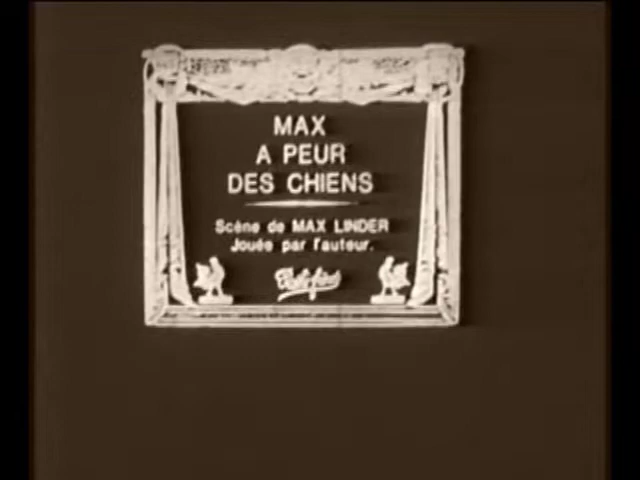 MAX
A PEUR
DES CHIENS
Scène de MAX LINDER
Jouée par l'auteur.